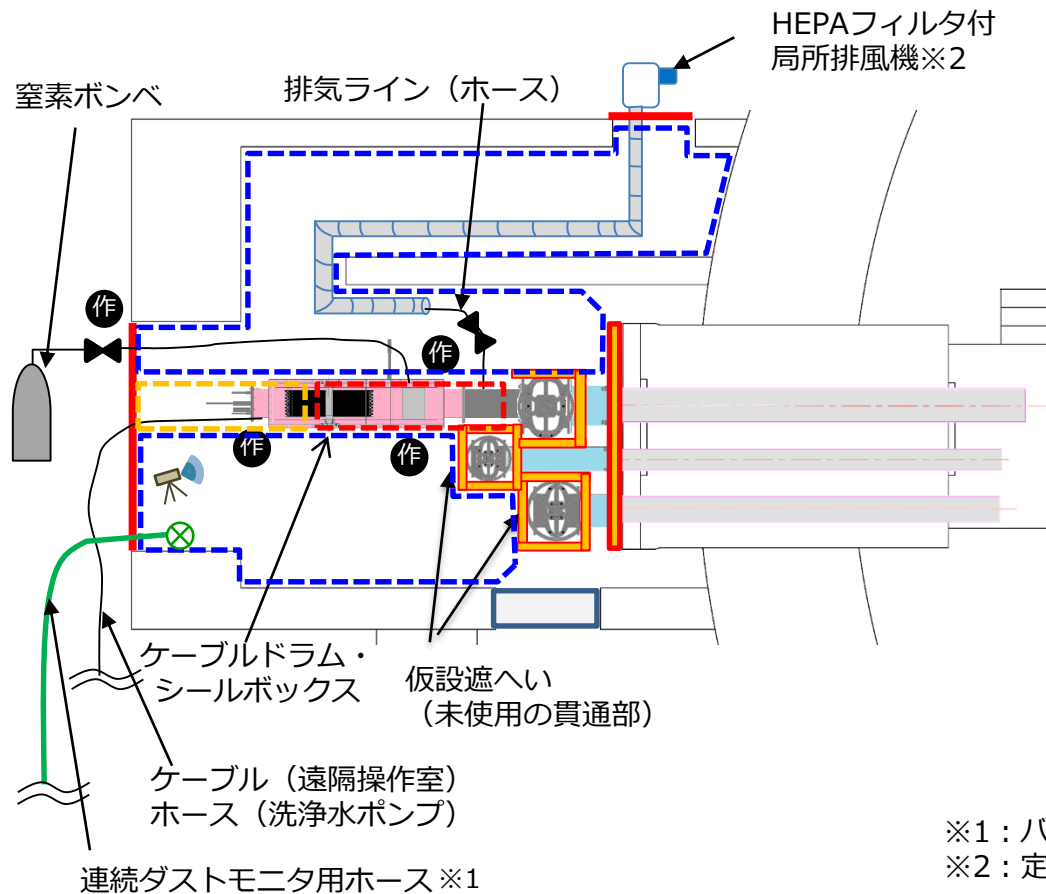 HEPAフィルタ付
局所排風機※2
窒素ボンベ
排気ライン（ホース）
作
作
作
作
ケーブルドラム・
シールボックス
仮設遮へい
（未使用の貫通部）
ケーブル（遠隔操作室）
ホース（洗浄水ポンプ）
連続ダストモニタ用ホース※1
※1：バ
※2：定